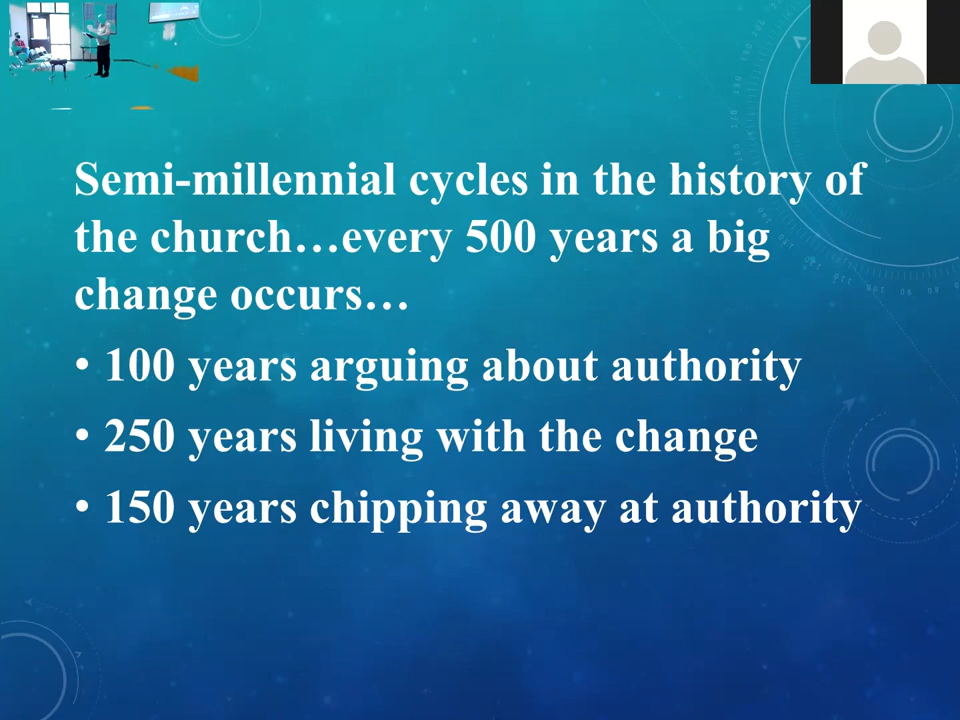 Semi-millennial cycles in the history of
the church…every 500 years a big
change occurs…
• 100 years arguing about authority
• 250 years living with the change
• 150 years chipping away at authority